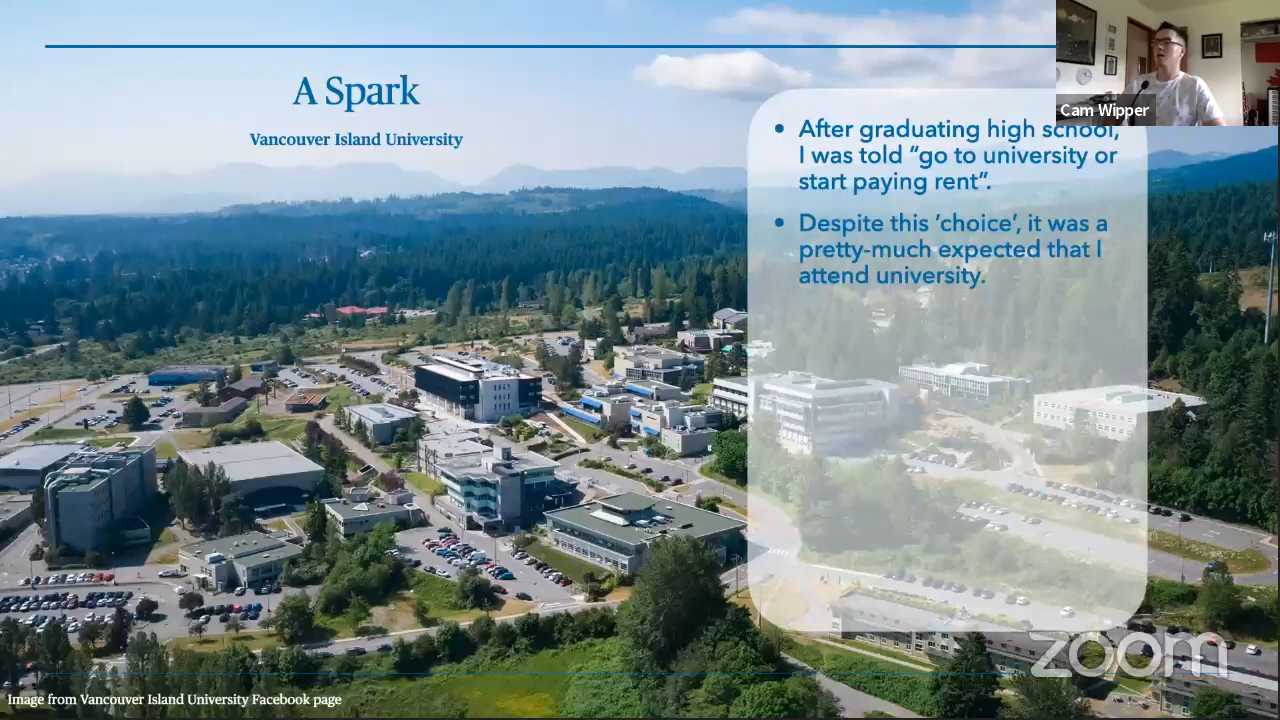 A Spark
Vancouver Island University
Cam Wipper
• After graduating high school,
I was told “go to university or
start paying rent”.
• Despite this ‘choice’, it was a
pretty-much expected that I
attend university.
zoom
Image from Vancouver Island University Facebook page